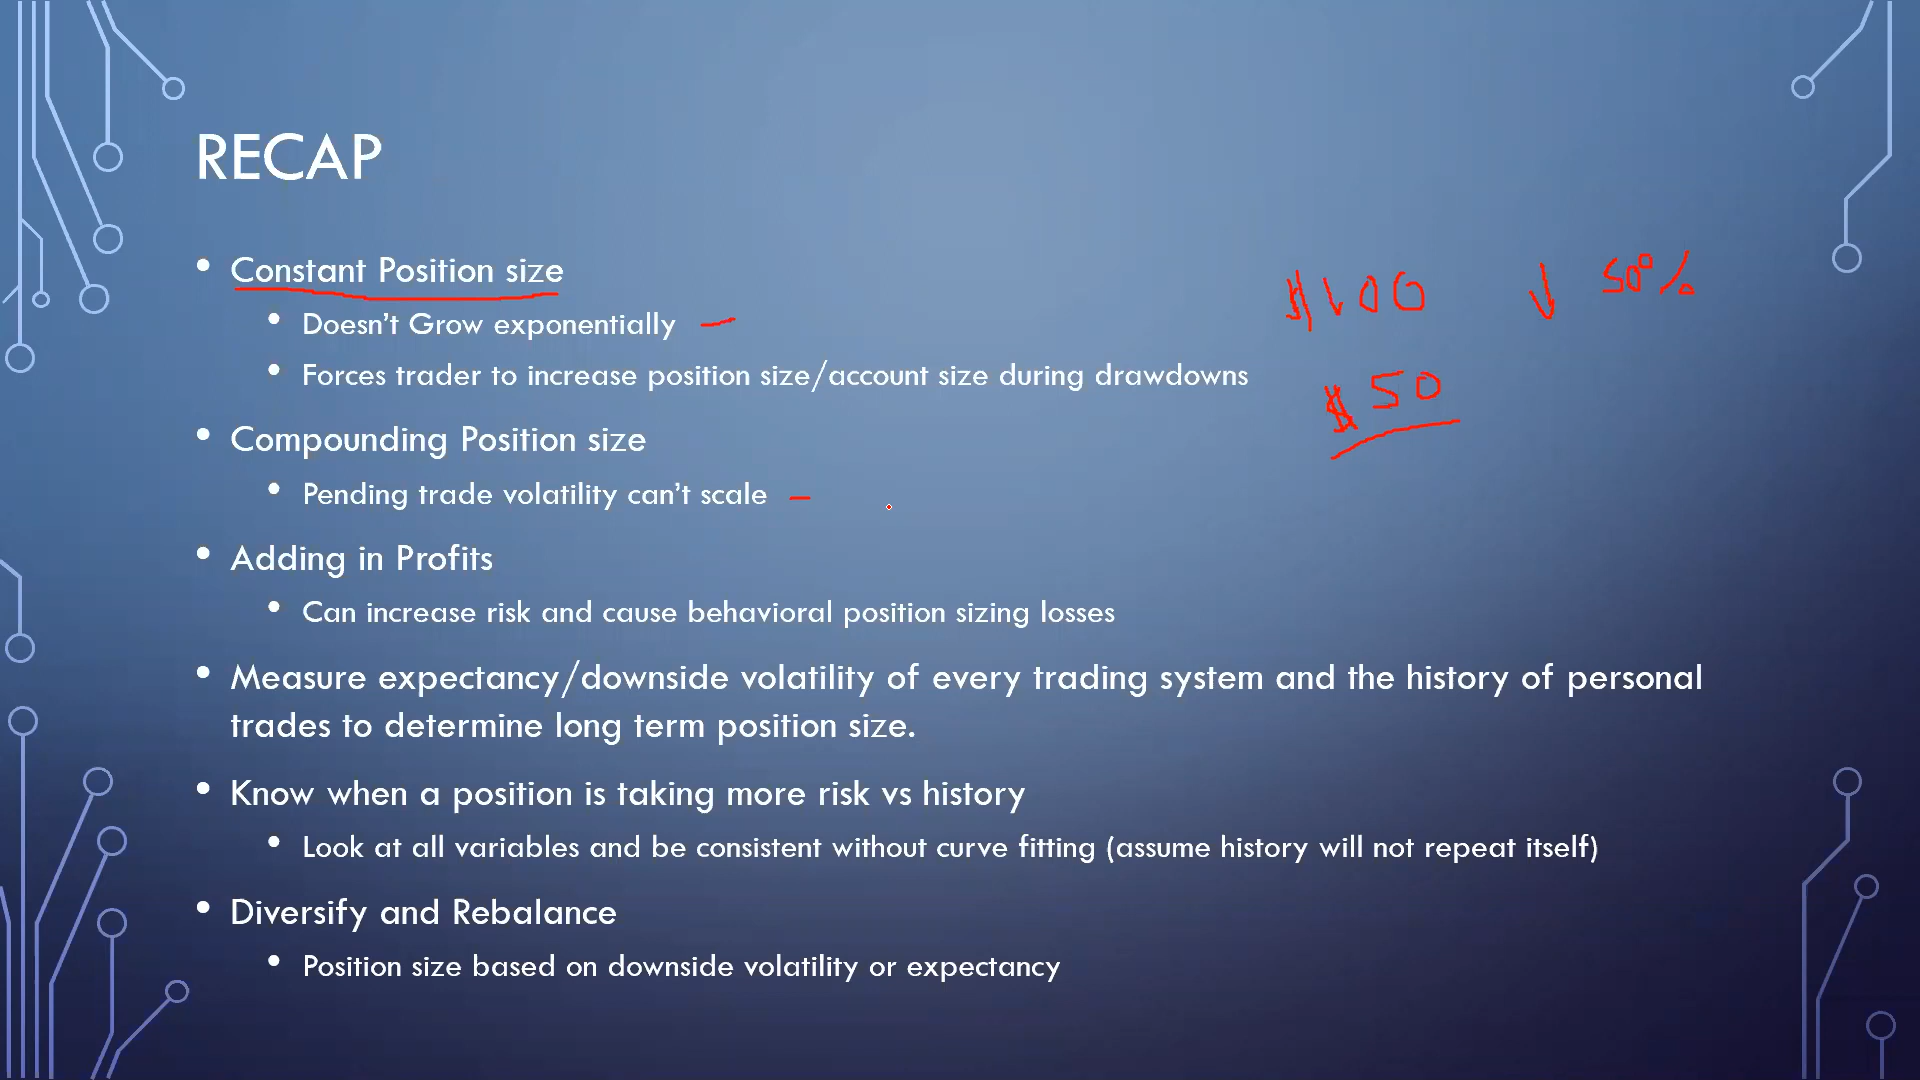 RECAP
• Constant Position size
• Doesn't Grow exponentially –
• Forces trader to increase position size/account size during drawdowns
$100 ↓ 50%
$50
• Compounding Position size
• Pending trade volatility can't scale –
• Adding in Profits
• Can increase risk and cause behavioral position sizing losses
• Measure expectancy/downside volatility of every trading system and the history of personal
trades to determine long term position size.
• Know when a position is taking more risk vs history
• Look at all variables and be consistent without curve fitting (assume history will not repeat itself)
• Diversify and Rebalance
• Position size based on downside volatility or expectancy